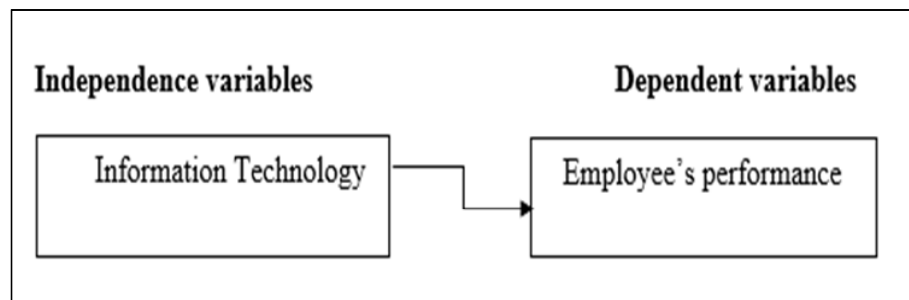 Independence variables
Dependent variables
Information Technology
Employee’s performance